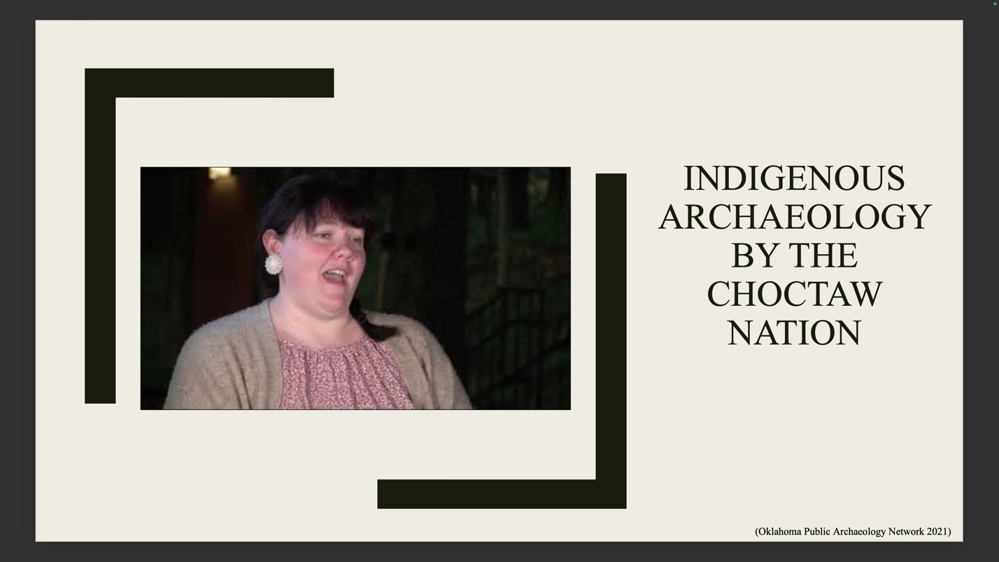 INDIGENOUS
ARCHAEOLOGY
BY THE
CHOCTAW
NATION
(Oklahoma Public Archaeology Network 2021)